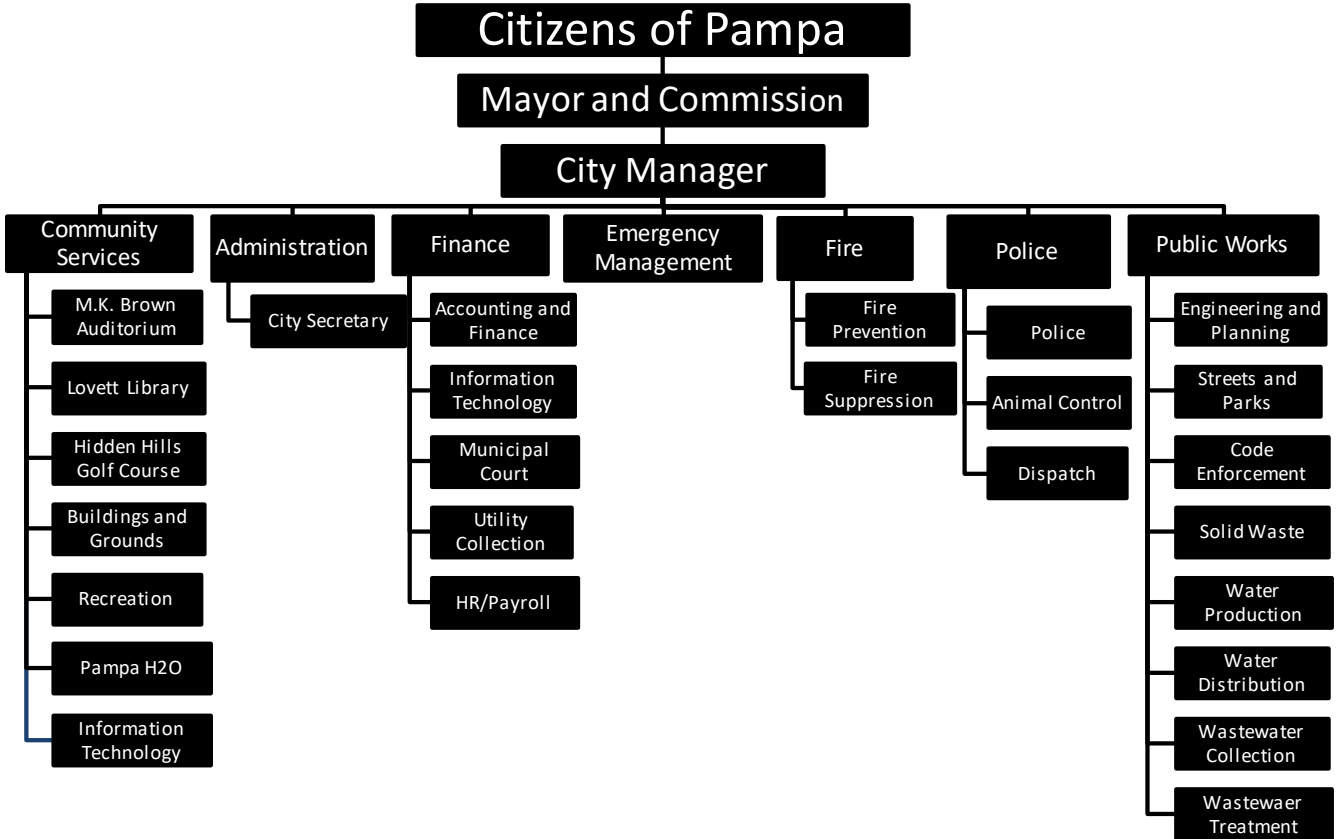 Citizens of Pampa
Mayor and Commission
City Manager
Community
Services
M.K. Brown
Auditorium
Lovett Library
Hidden Hills
Golf Course
Buildings and
Grounds
Recreation
Pampa H2O
Information
Technology
Administration
City Secretary
Finance
Accounting and
Finance
Information
Technology
Municipal
Court
Utility
Collection
HR/Payroll
Emergency
Management
Fire
Fire
Prevention
Fire
Suppression
Police
Police
Animal Control
Dispatch
Public Works
Engineering and
Planning
Streets and
Parks
Code
Enforcement
Solid Waste
Water
Production
Water
Distribution
Wastewater
Collection
Wastewaer
Treatment